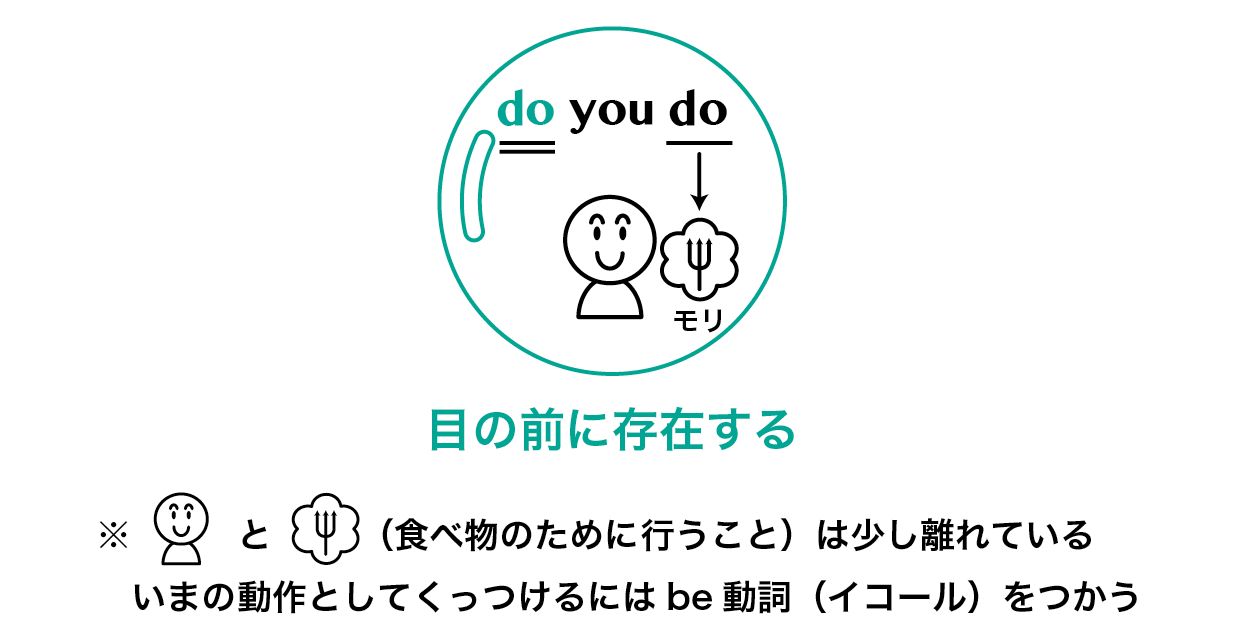 do you do
モリ
目の前に存在する
※ と （食べ物のために行うこと）は少し離れている
いまの動作としてくっつけるには be 動詞（イコール）をつかう